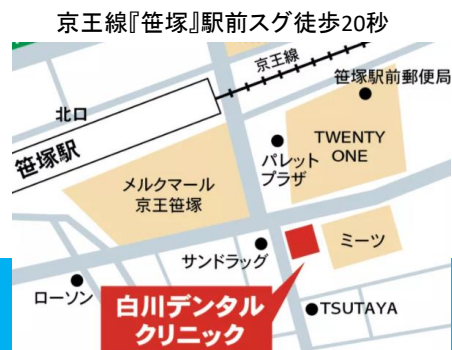 京王線『笹塚』駅前スグ徒歩20秒
京王線
笹塚駅前郵便局
北口
笹塚駅
TWENTY
ONE
パレット
プラザ
メルクマール
京王笹塚
ミーツ
サンドラッグ
ローソン
白川デンタル
クリニック
TSUTAYA